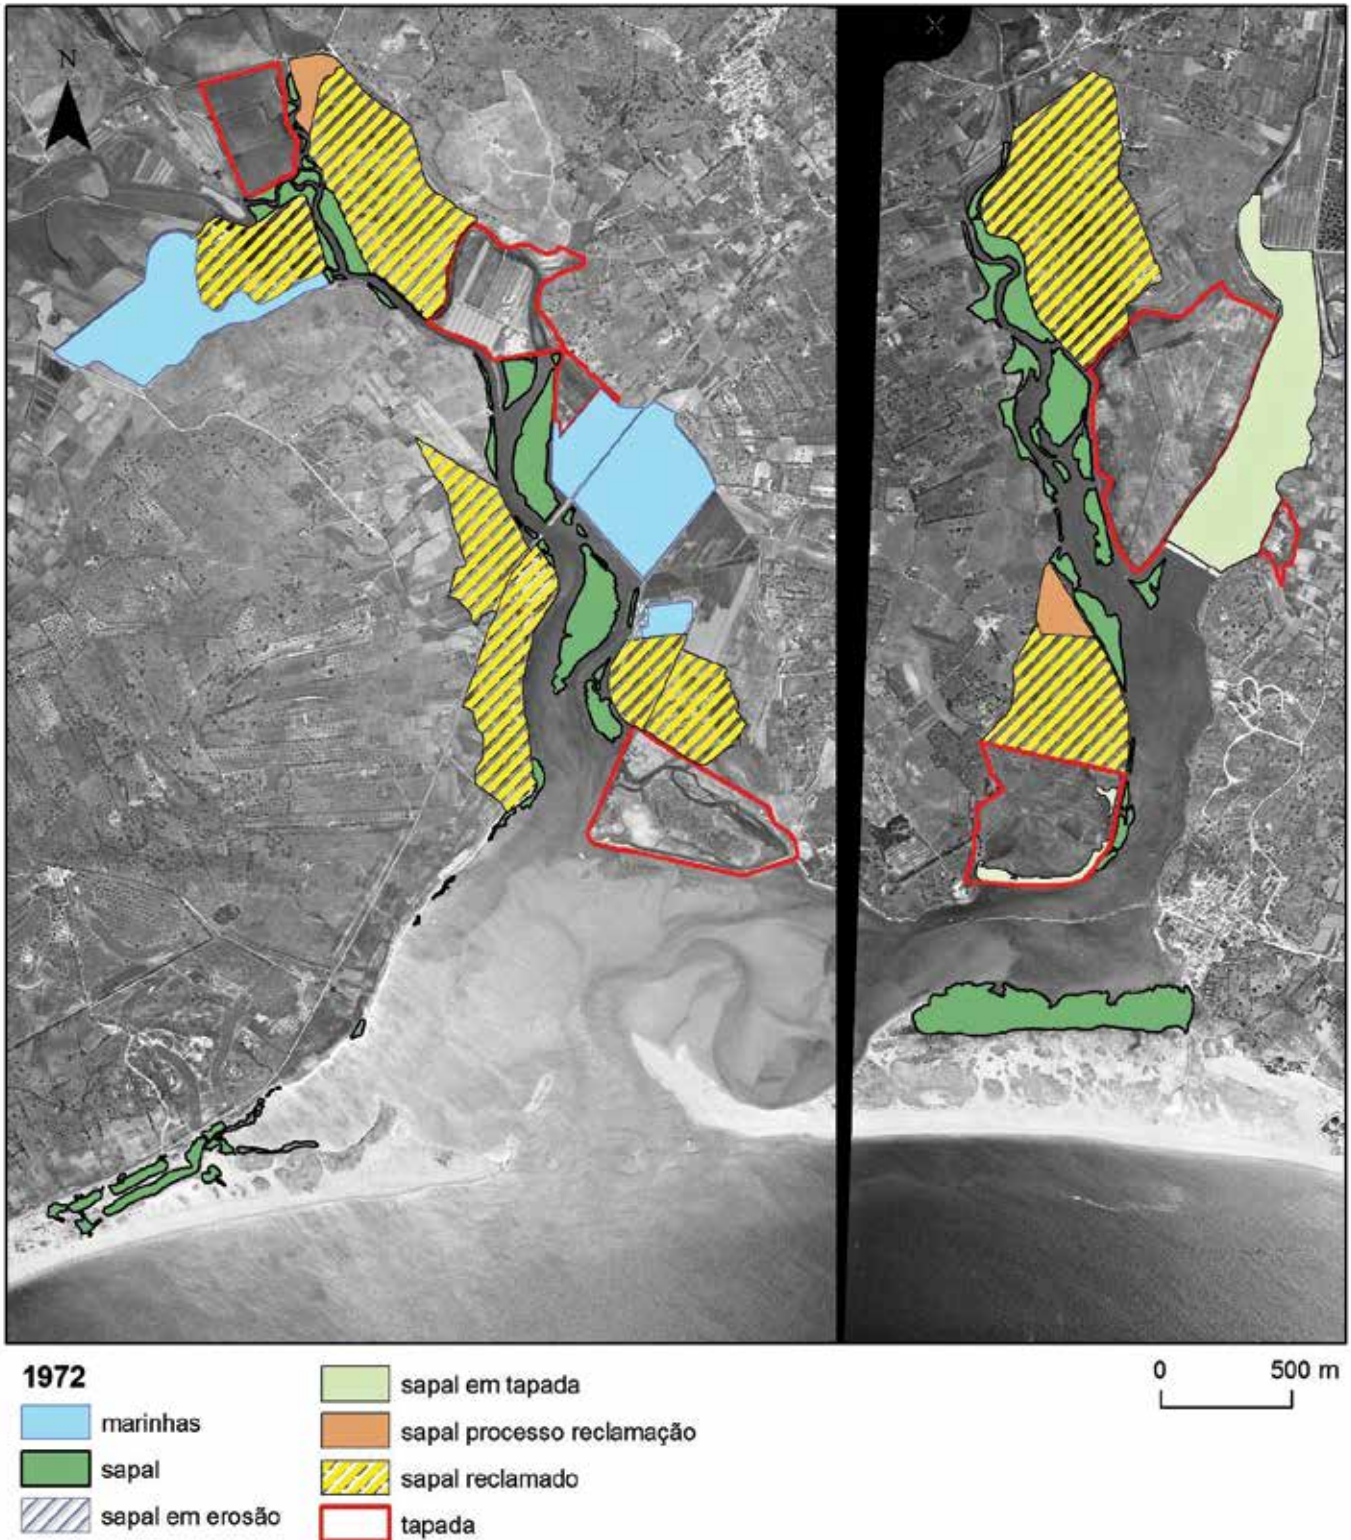 N
1972
marinhas
sapal
sapal em erosão
sapal em tapada
sapal processo reclamação
sapal reclamado
tapada
0 500 m